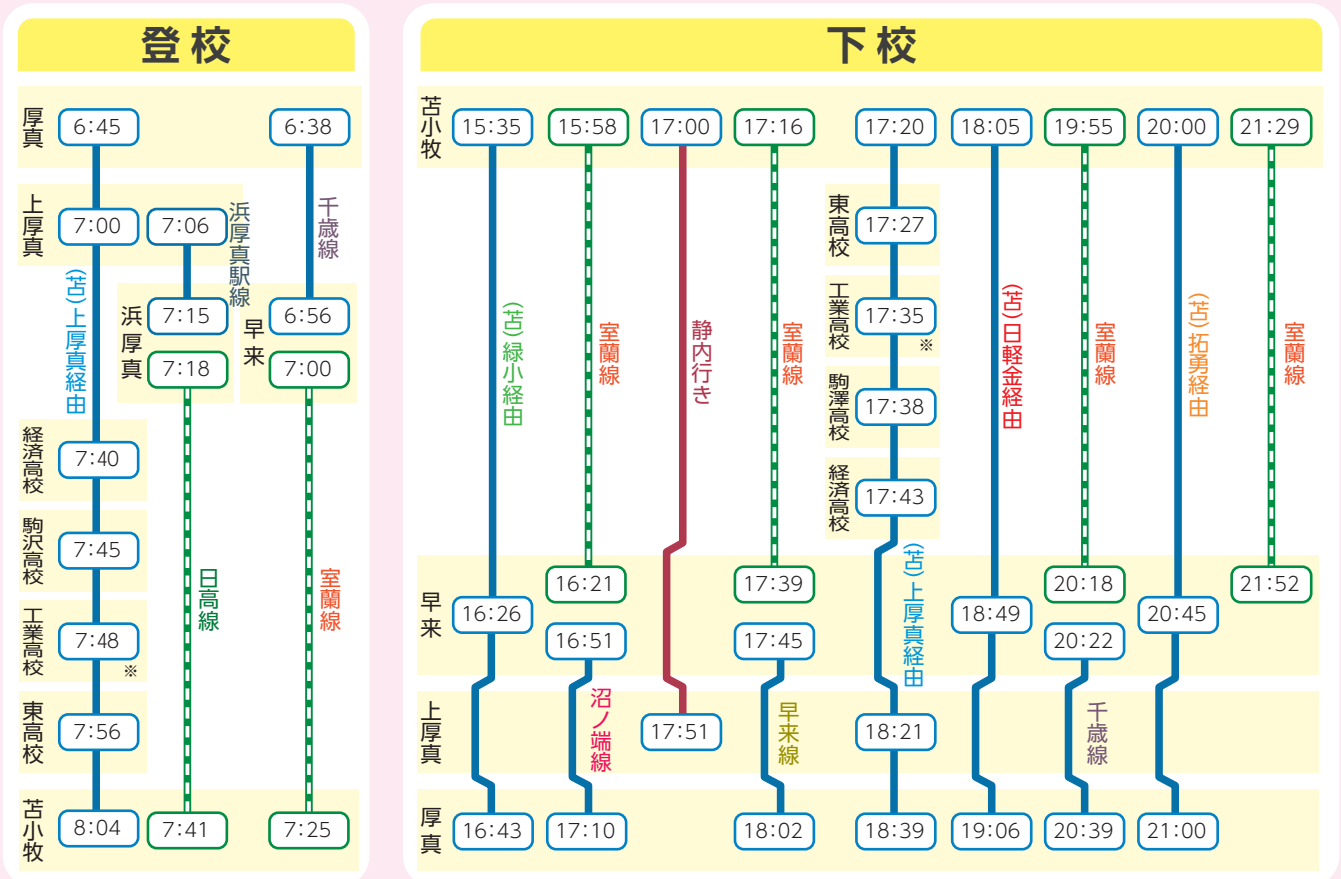 登校
厚真
6:45
6:38
上厚真
7:00
7:06
浜厚真駅線
千歳線
(苫)上厚真経由
浜厚真
7:15
7:18
早来
6:56
7:00
経済高校
7:40
駒沢高校
7:45
工業高校
7:48
※
東高校
7:56
日高線
室蘭線
苫小牧
8:04
7:41
7:25
下校
苫小牧
15:35
15:58
17:00
17:16
17:20
18:05
19:55
20:00
21:29
東高校
17:27
工業高校
17:35
※
駒澤高校
17:38
経済高校
17:43
(苫)緑小経由
室蘭線
静内行き
室蘭線
(苫)上厚真経由
(苫)日軽金経由
室蘭線
(苫)拓勇経由
室蘭線
早来
16:26
16:21
16:51
17:39
17:45
18:49
20:18
20:22
20:45
21:52
沼ノ端線
早来線
千歳線
上厚真
17:51
18:21
厚真
16:43
17:10
18:02
18:39
19:06
20:39
21:00